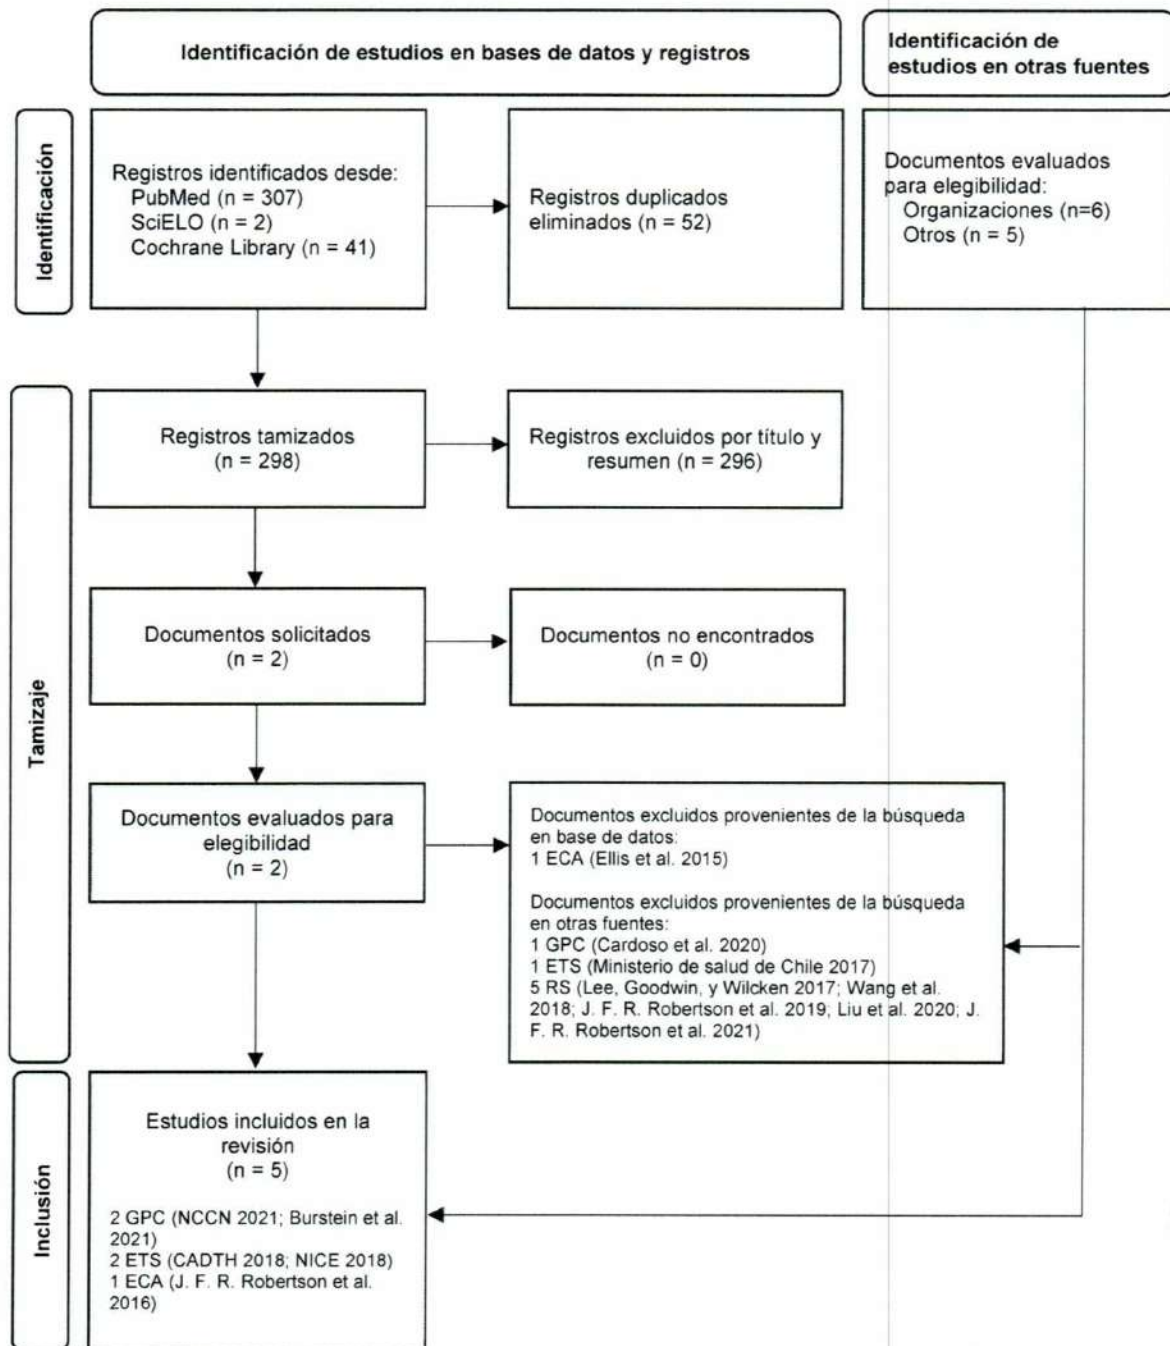 Identificación de estudios en bases de datos y registros
Identificación de
estudios en otras fuentes
Identificación
Registros identificados desde:
PubMed (n = 307)
SciELO (n = 2)
Cochrane Library (n = 41)
Registros duplicados
eliminados (n = 52)
Documentos evaluados
para elegibilidad:
Organizaciones (n=6)
Otros (n = 5)
Tamizaje
Registros tamizados
(n = 298)
Registros excluidos por título y
resumen (n = 296)
Documentos solicitados
(n = 2)
Documentos no encontrados
(n = 0)
Documentos evaluados para
elegibilidad
(n = 2)
Documentos excluidos provenientes de la búsqueda
en base de datos:
1 ECA (Ellis et al. 2015)
Documentos excluidos provenientes de la búsqueda
en otras fuentes:
1 GPC (Cardoso et al. 2020)
1 ETS (Ministerio de salud de Chile 2017)
5 RS (Lee, Goodwin, y Wilcken 2017; Wang et al.
2018; J. F. R. Robertson et al. 2019; Liu et al. 2020; J.
F. R. Robertson et al. 2021)
Inclusión
Estudios incluidos en la
revisión
(n = 5)
2 GPC (NCCN 2021; Burstein et al.
2021)
2 ETS (CADTH 2018; NICE 2018)
1 ECA (J. F. R. Robertson et al.
2016)